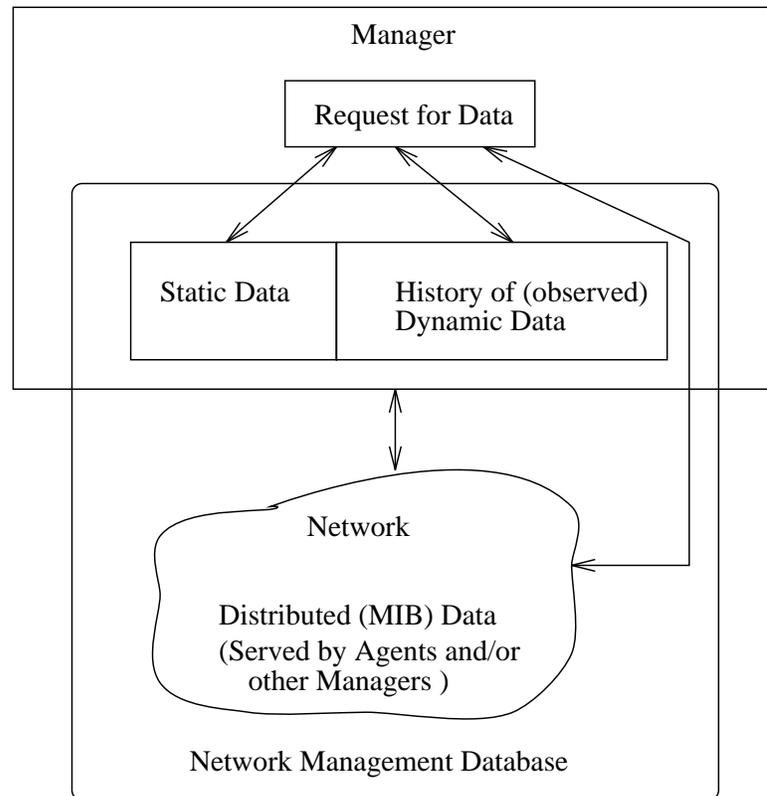 Manager
Request for Data
Static Data
History of (observed)
Dynamic Data
Network
Distributed (MIB) Data
(Served by Agents and/or
other Managers )
Network Management Database